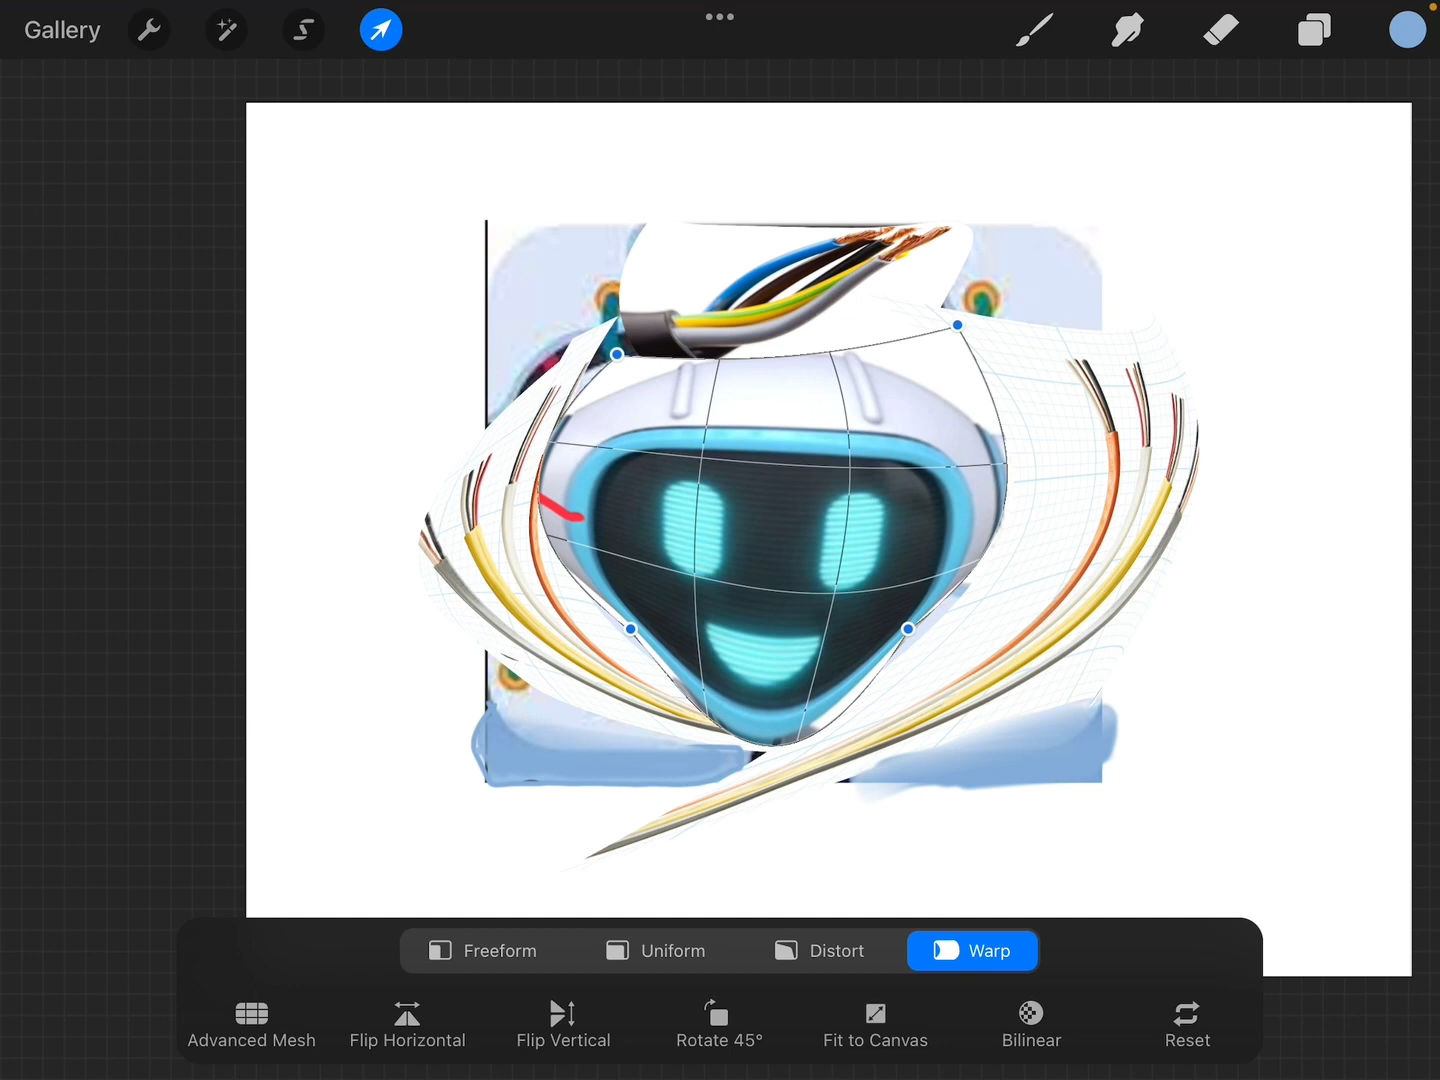 Gallery
Freeform Uniform Distort Warp
Advanced Mesh Flip Horizontal Flip Vertical Rotate 45° Fit to Canvas Bilinear Reset